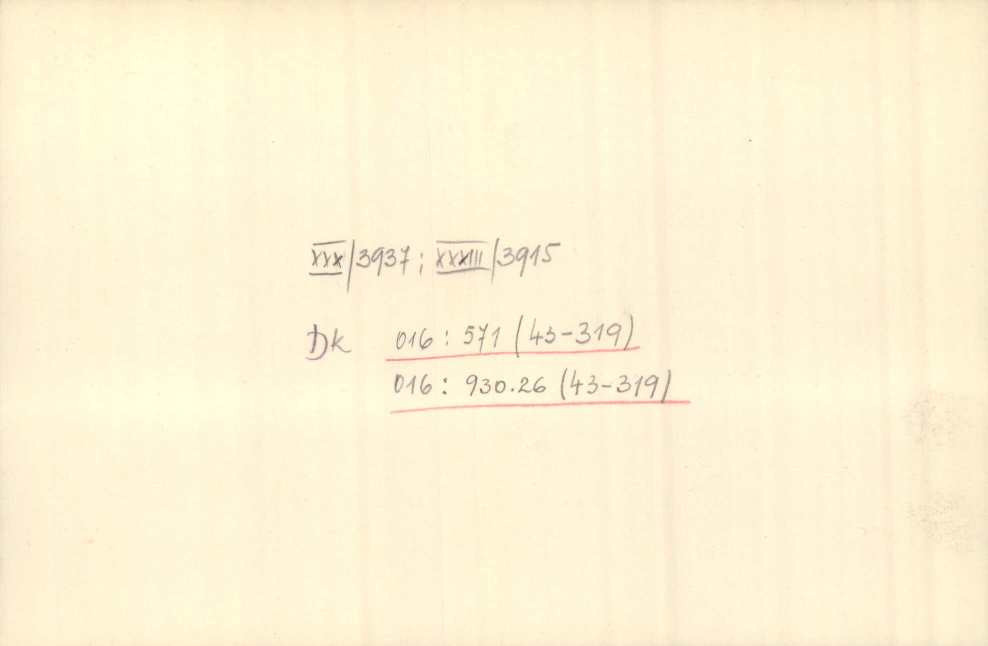 XXX/3937; XXXIII/3915
Dk 016: 571 (43-319)
016: 930.26 (43-319)